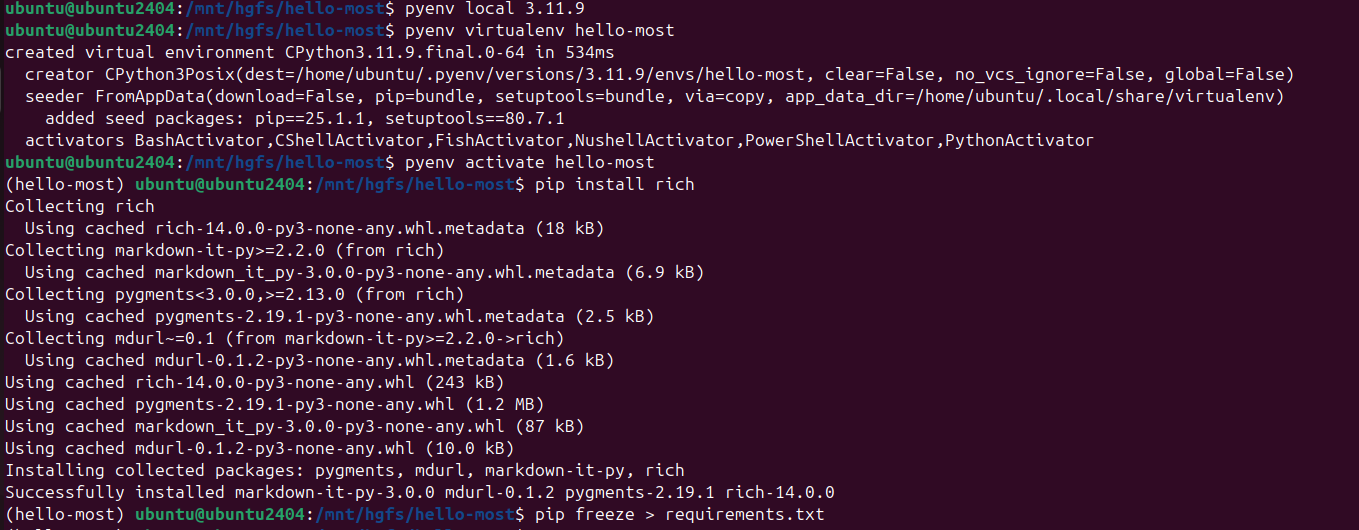 ubuntu@ubuntu2404:/mnt/hgfs/hello-most$ pyenv local 3.11.9
ubuntu@ubuntu2404:/mnt/hgfs/hello-most$ pyenv virtualenv hello-most
created virtual environment CPython3.11.9.final.0-64 in 534ms
  creator CPython3Posix(dest=/home/ubuntu/.pyenv/versions/3.11.9/envs/hello-most, clear=False, no_vcs_ignore=False, global=False)
  seeder FromAppData(download=False, pip=bundle, setuptools=bundle, via=copy, app_data_dir=/home/ubuntu/.local/share/virtualenv)
    added seed packages: pip==25.1.1, setuptools==80.7.1
  activators BashActivator,CShellActivator,FishActivator,NushellActivator,PowerShellActivator,PythonActivator
ubuntu@ubuntu2404:/mnt/hgfs/hello-most$ pyenv activate hello-most
(hello-most) ubuntu@ubuntu2404:/mnt/hgfs/hello-most$ pip install rich
Collecting rich
  Using cached rich-14.0.0-py3-none-any.whl.metadata (18 kB)
Collecting markdown-it-py>=2.2.0 (from rich)
  Using cached markdown_it_py-3.0.0-py3-none-any.whl.metadata (6.9 kB)
Collecting pygments<3.0.0,>=2.13.0 (from rich)
  Using cached pygments-2.19.1-py3-none-any.whl.metadata (2.5 kB)
Collecting mdurl~=0.1 (from markdown-it-py>=2.2.0->rich)
  Using cached mdurl-0.1.2-py3-none-any.whl.metadata (1.6 kB)
Using cached rich-14.0.0-py3-none-any.whl (243 kB)
Using cached pygments-2.19.1-py3-none-any.whl (1.2 MB)
Using cached markdown_it_py-3.0.0-py3-none-any.whl (87 kB)
Using cached mdurl-0.1.2-py3-none-any.whl (10.0 kB)
Installing collected packages: pygments, mdurl, markdown-it-py, rich
Successfully installed markdown-it-py-3.0.0 mdurl-0.1.2 pygments-2.19.1 rich-14.0.0
(hello-most) ubuntu@ubuntu2404:/mnt/hgfs/hello-most$ pip freeze > requirements.txt